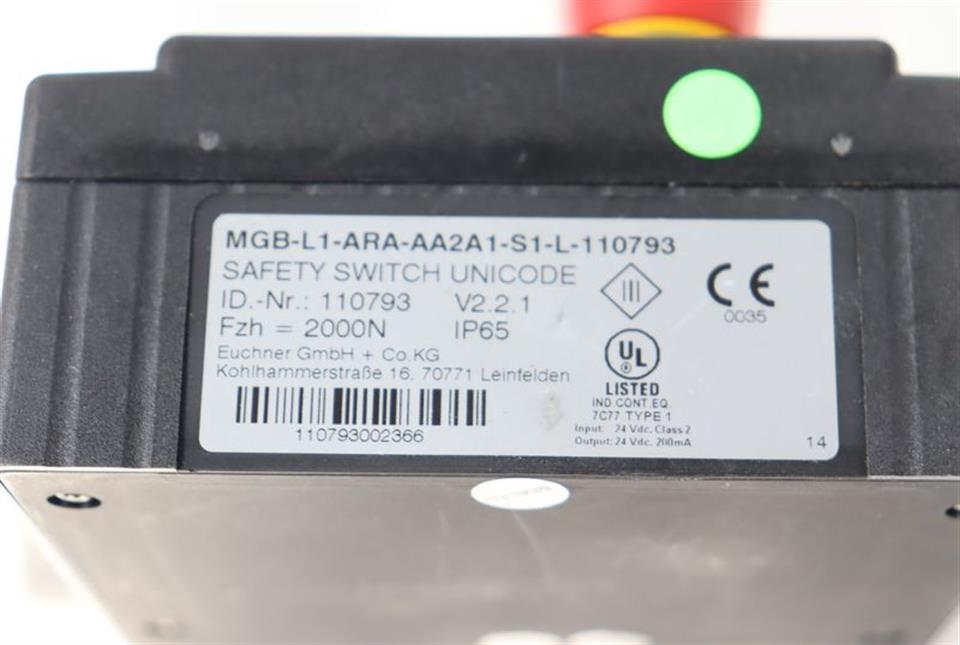 MGB-L1-ARA-AA2A1-S1-L-110793
SAFETY SWITCH UNICODE
ID.-Nr.: 110793 V2.2.1
Fzh = 2000N IP65
Euchner GmbH + Co.KG
Kohlhammerstraße 16, 70771 Leinfelden
110793002366
CE
0035
UL
®
LISTED
IND.CONT.EQ.
7C77 TYPE 1
Input: 24 Vdc, Class 2
Output: 24 Vdc, 200mA
14